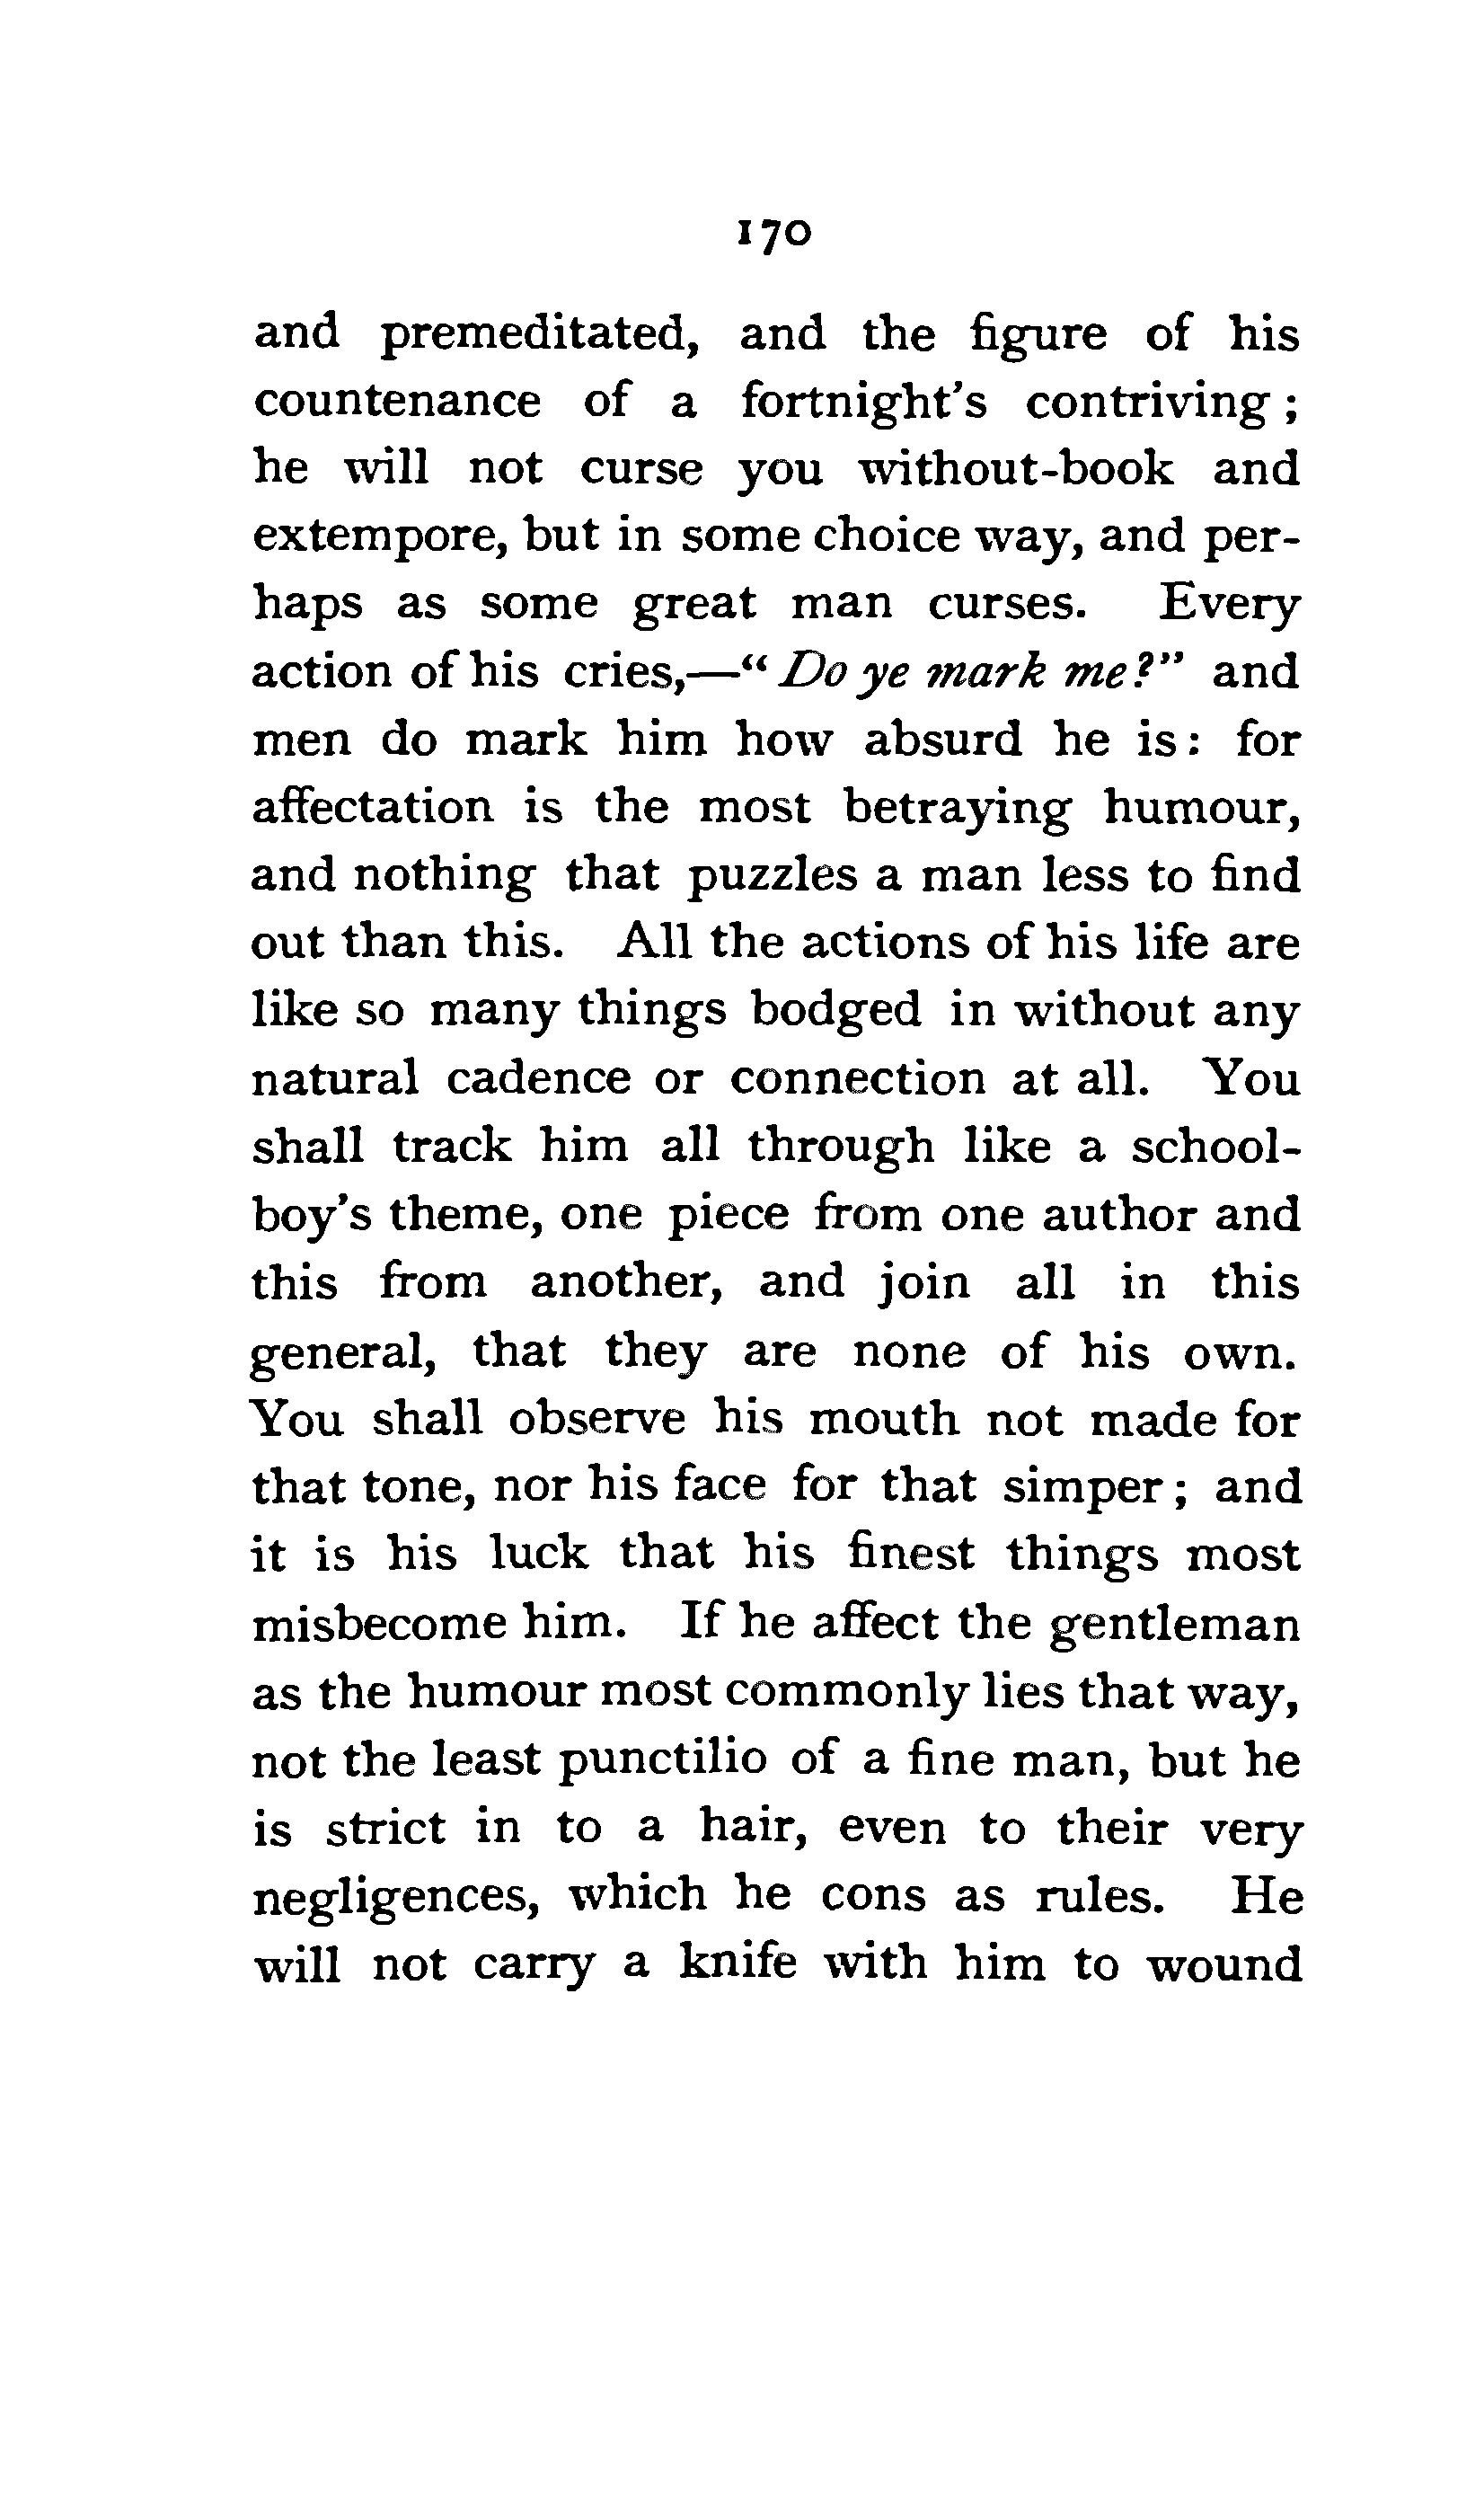 170
and premeditated, and the figure of his
countenance of a fortnight's contriving ;
he will not curse you without-book and
extempore, but in some choice way, and per-
haps as some great man curses. Every
action of his cries,—“ Do ye mark me?” and
men do mark him how absurd he is : for
affectation is the most betraying humour,
and nothing that puzzles a man less to find
out than this. All the actions of his life are
like so many things bodged in without any
natural cadence or connection at all. You
shall track him all through like a school-
boy's theme, one piece from one author and
this from another, and join all in this
general, that they are none of his own.
You shall observe his mouth not made for
that tone, nor his face for that simper ; and
it is his luck that his finest things most
misbecome him. If he affect the gentleman
as the humour most commonly lies that way,
not the least punctilio of a fine man, but he
is strict in to a hair, even to their very
negligences, which he cons as rules. He
will not carry a knife with him to wound